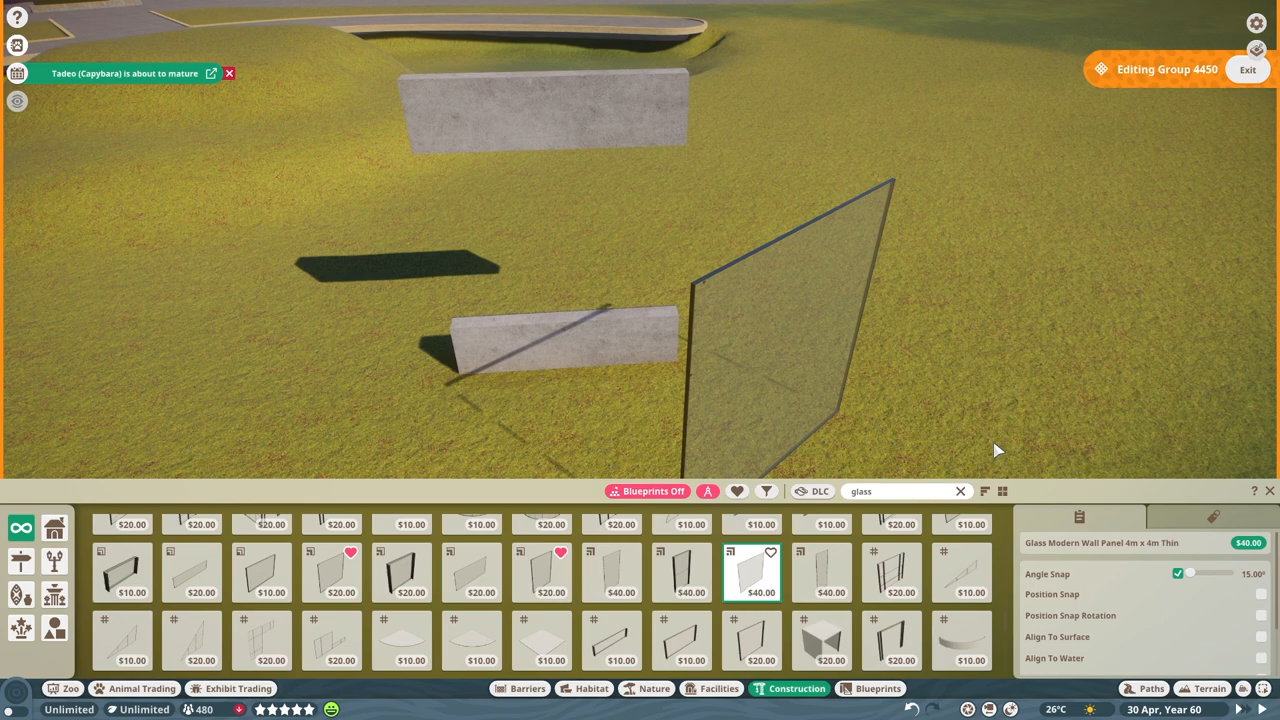 ?
Tadeo (Capybara) is about to mature
Editing Group 4450
Exit
Blueprints Off
DLC
glass
?
$20.00 $20.00 $20.00 $20.00 $10.00 $10.00 $20.00 $20.00 $10.00 $20.00 $10.00 $20.00 $10.00
$10.00 $20.00 $10.00 $20.00 $20.00 $10.00 $20.00 $40.00 $40.00 $40.00 $40.00 $20.00 $10.00
$10.00 $10.00 $20.00 $20.00 $10.00 $10.00 $20.00 $10.00 $10.00 $20.00 $20.00 $20.00 $10.00
Glass Modern Wall Panel 4m x 4m Thin $40.00
Angle Snap 15.00°
Position Snap
Position Snap Rotation
Align To Surface
Align To Water
Zoo Animal Trading Exhibit Trading Barriers Habitat Nature Facilities Construction Blueprints Paths Terrain
Unlimited Unlimited 480 26°C 30 Apr, Year 60